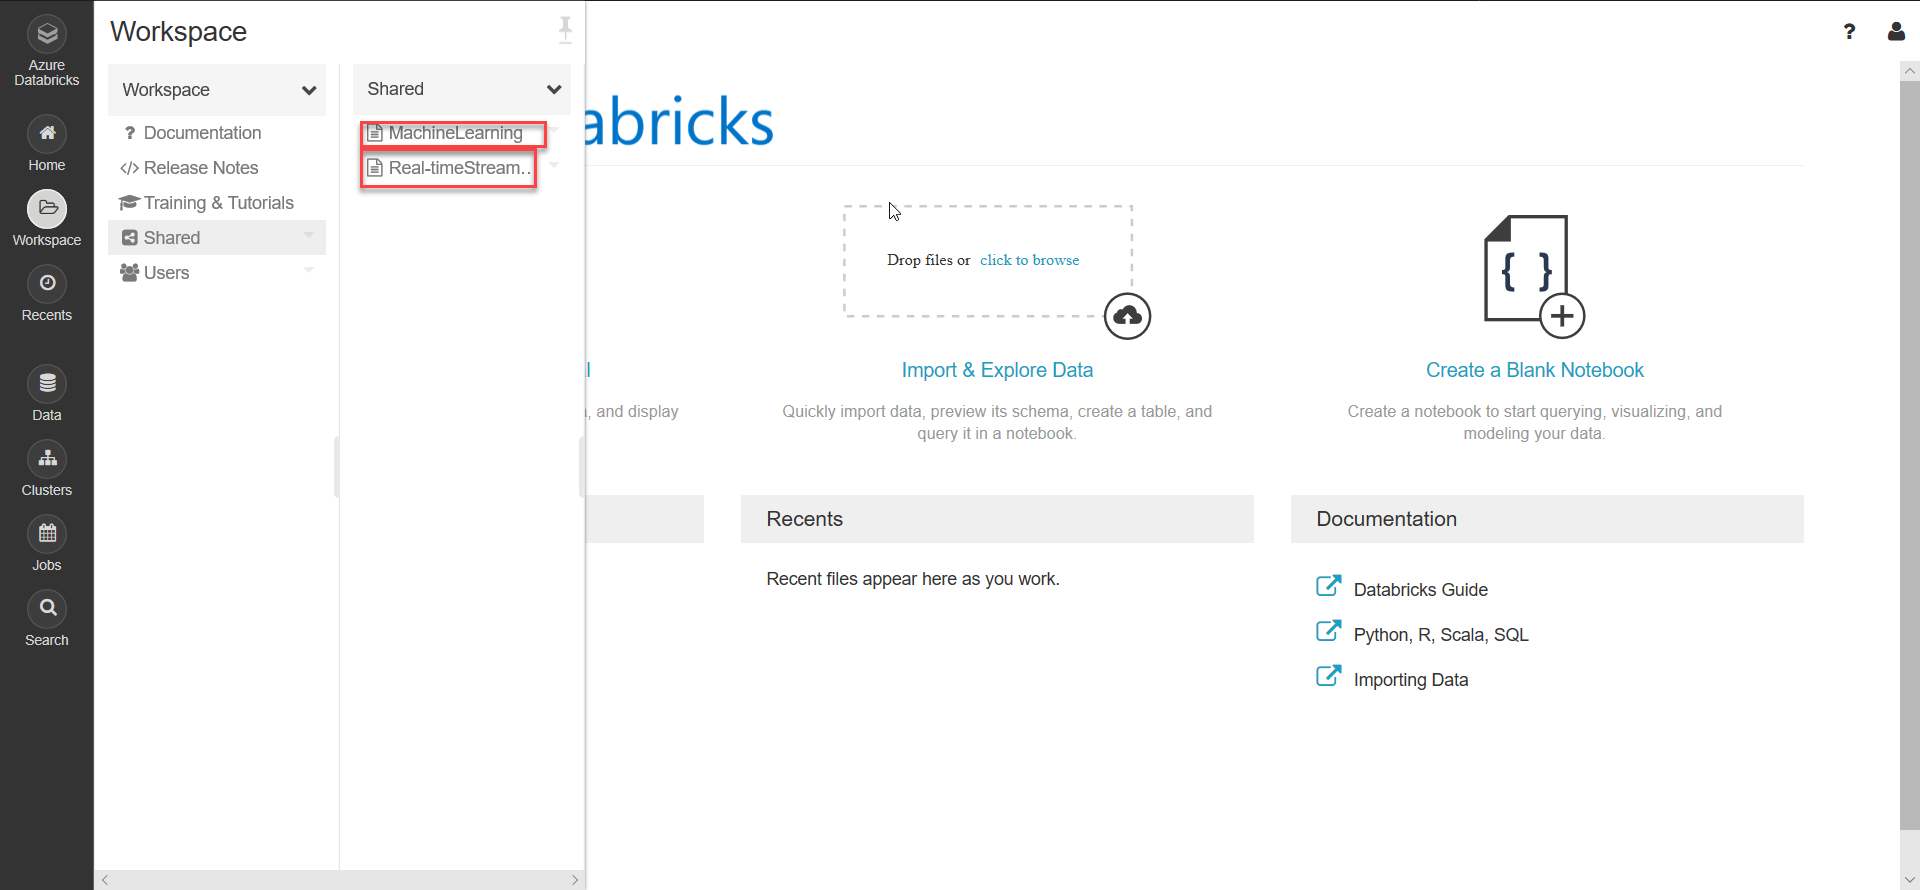 Azure
Databricks
Home
Workspace
Recents
Data
Clusters
Jobs
Search
Workspace
Workspace
? Documentation
</> Release Notes
Training & Tutorials
Shared
Users
Shared
MachineLearning
Real-timeStream..
?
abricks
l
, and display
Drop files or click to browse
Import & Explore Data
Quickly import data, preview its schema, create a table, and
query it in a notebook.
{ }
Create a Blank Notebook
Create a notebook to start querying, visualizing, and
modeling your data.
Recents
Recent files appear here as you work.
Documentation
Databricks Guide
Python, R, Scala, SQL
Importing Data